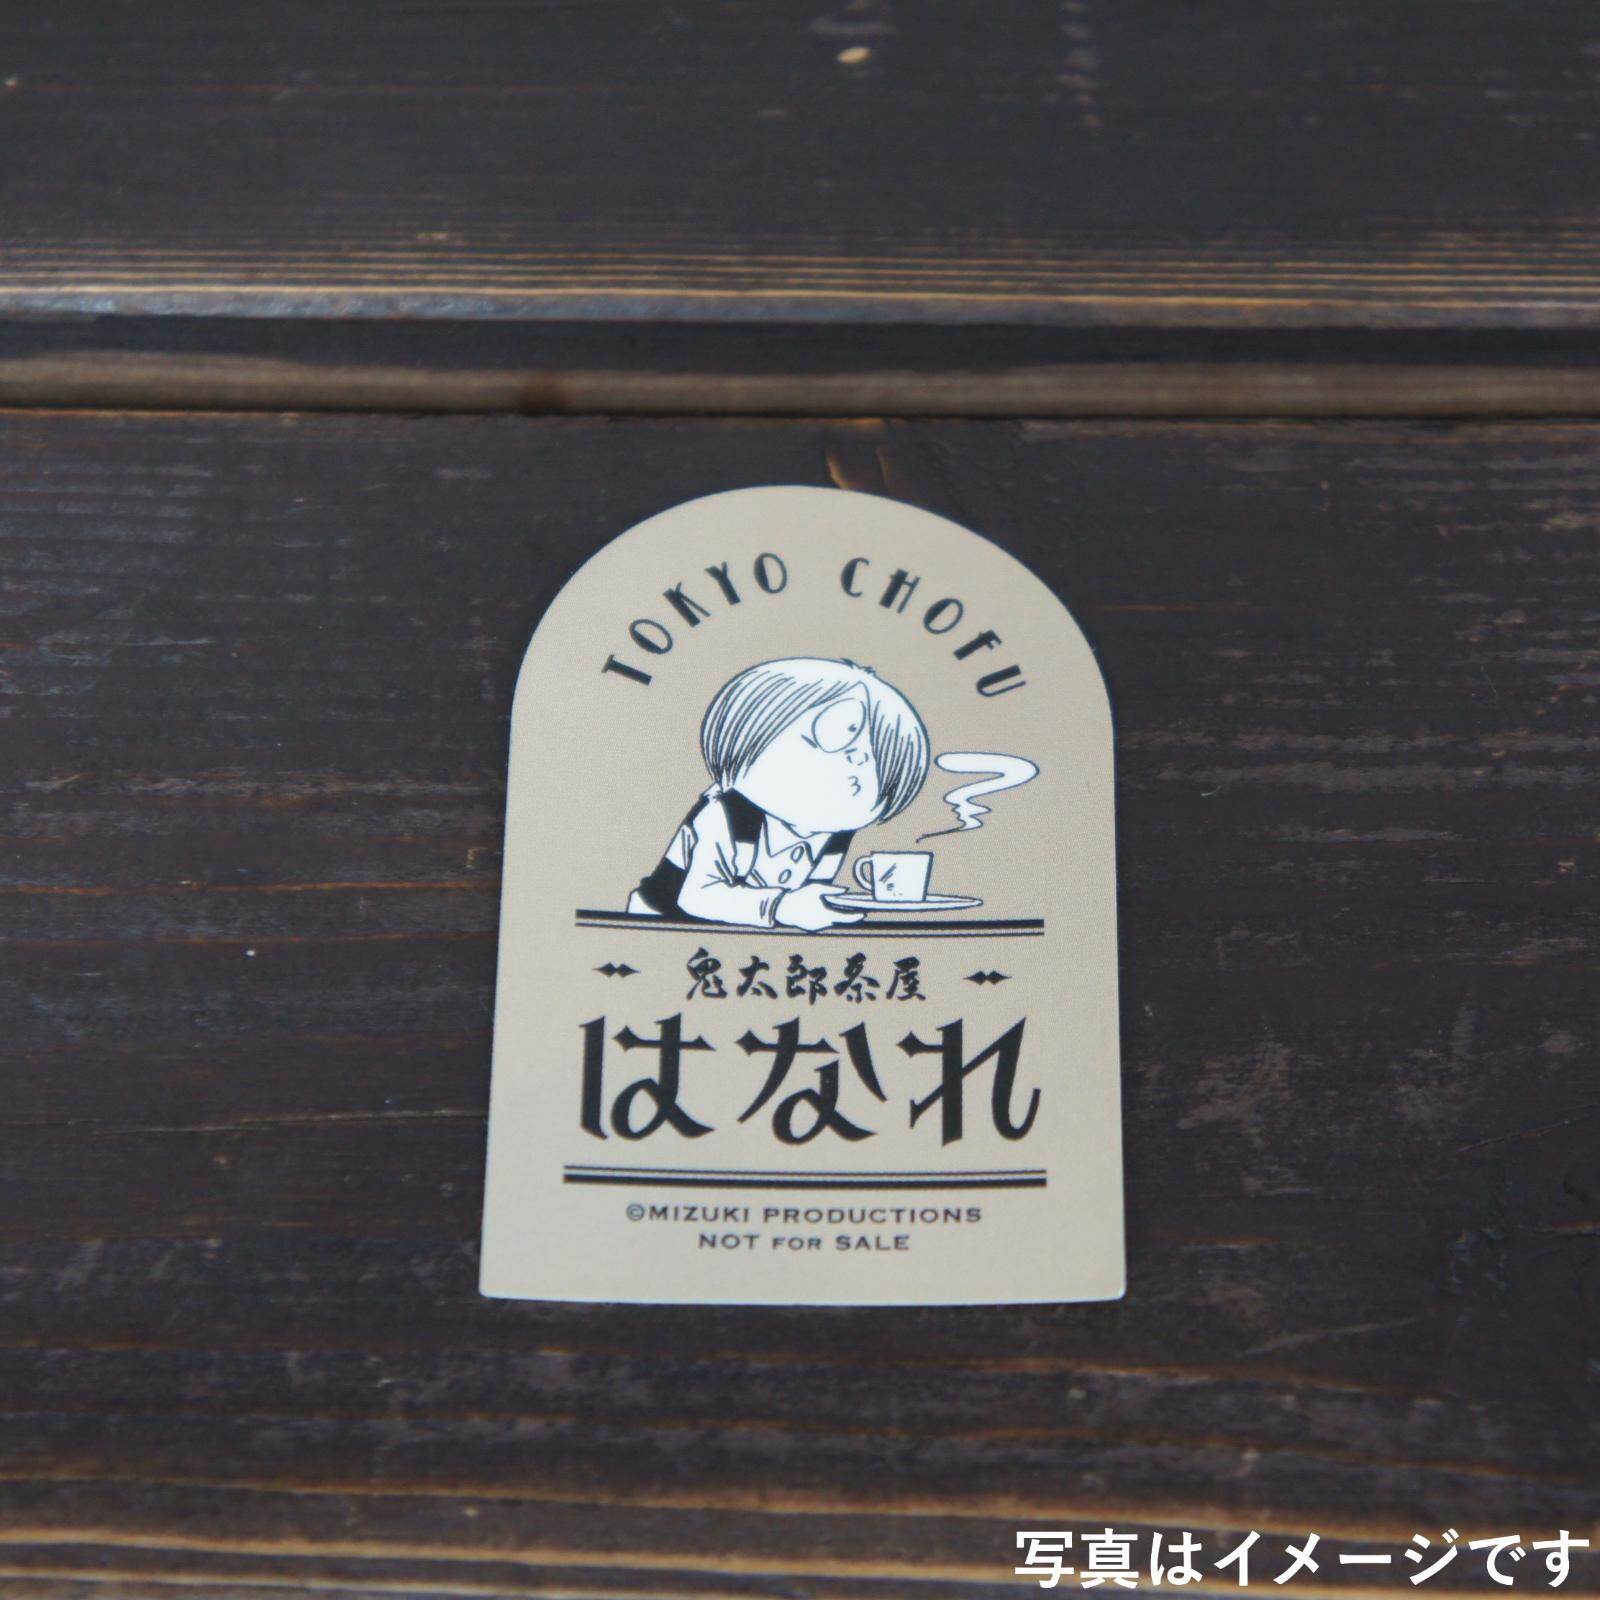 TOKYO CHOFU
鬼太郎茶屋
はなれ
©MIZUKI PRODUCTIONS
NOT FOR SALE
写真はイメージです